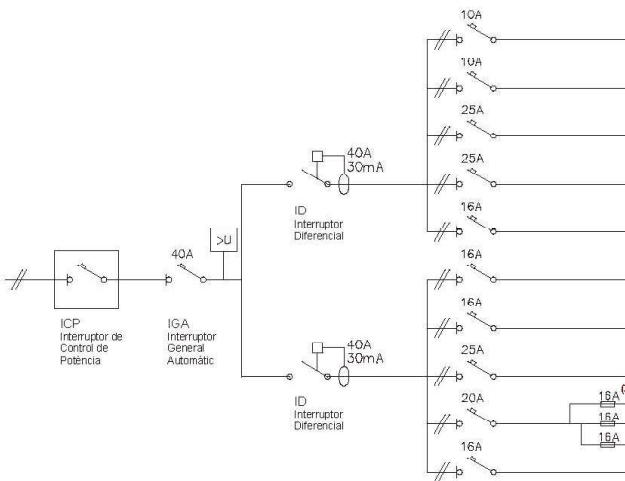 10A
10A
25A
25A
16A
40A
30mA
ID
Interruptor
Diferencial
>U
40A
ICP
Interruptor de
Control de
Potència
IGA
Interruptor
General
Automàtic
16A
16A
25A
20A
16A
40A
30mA
ID
Interruptor
Diferencial
16A
16A
16A